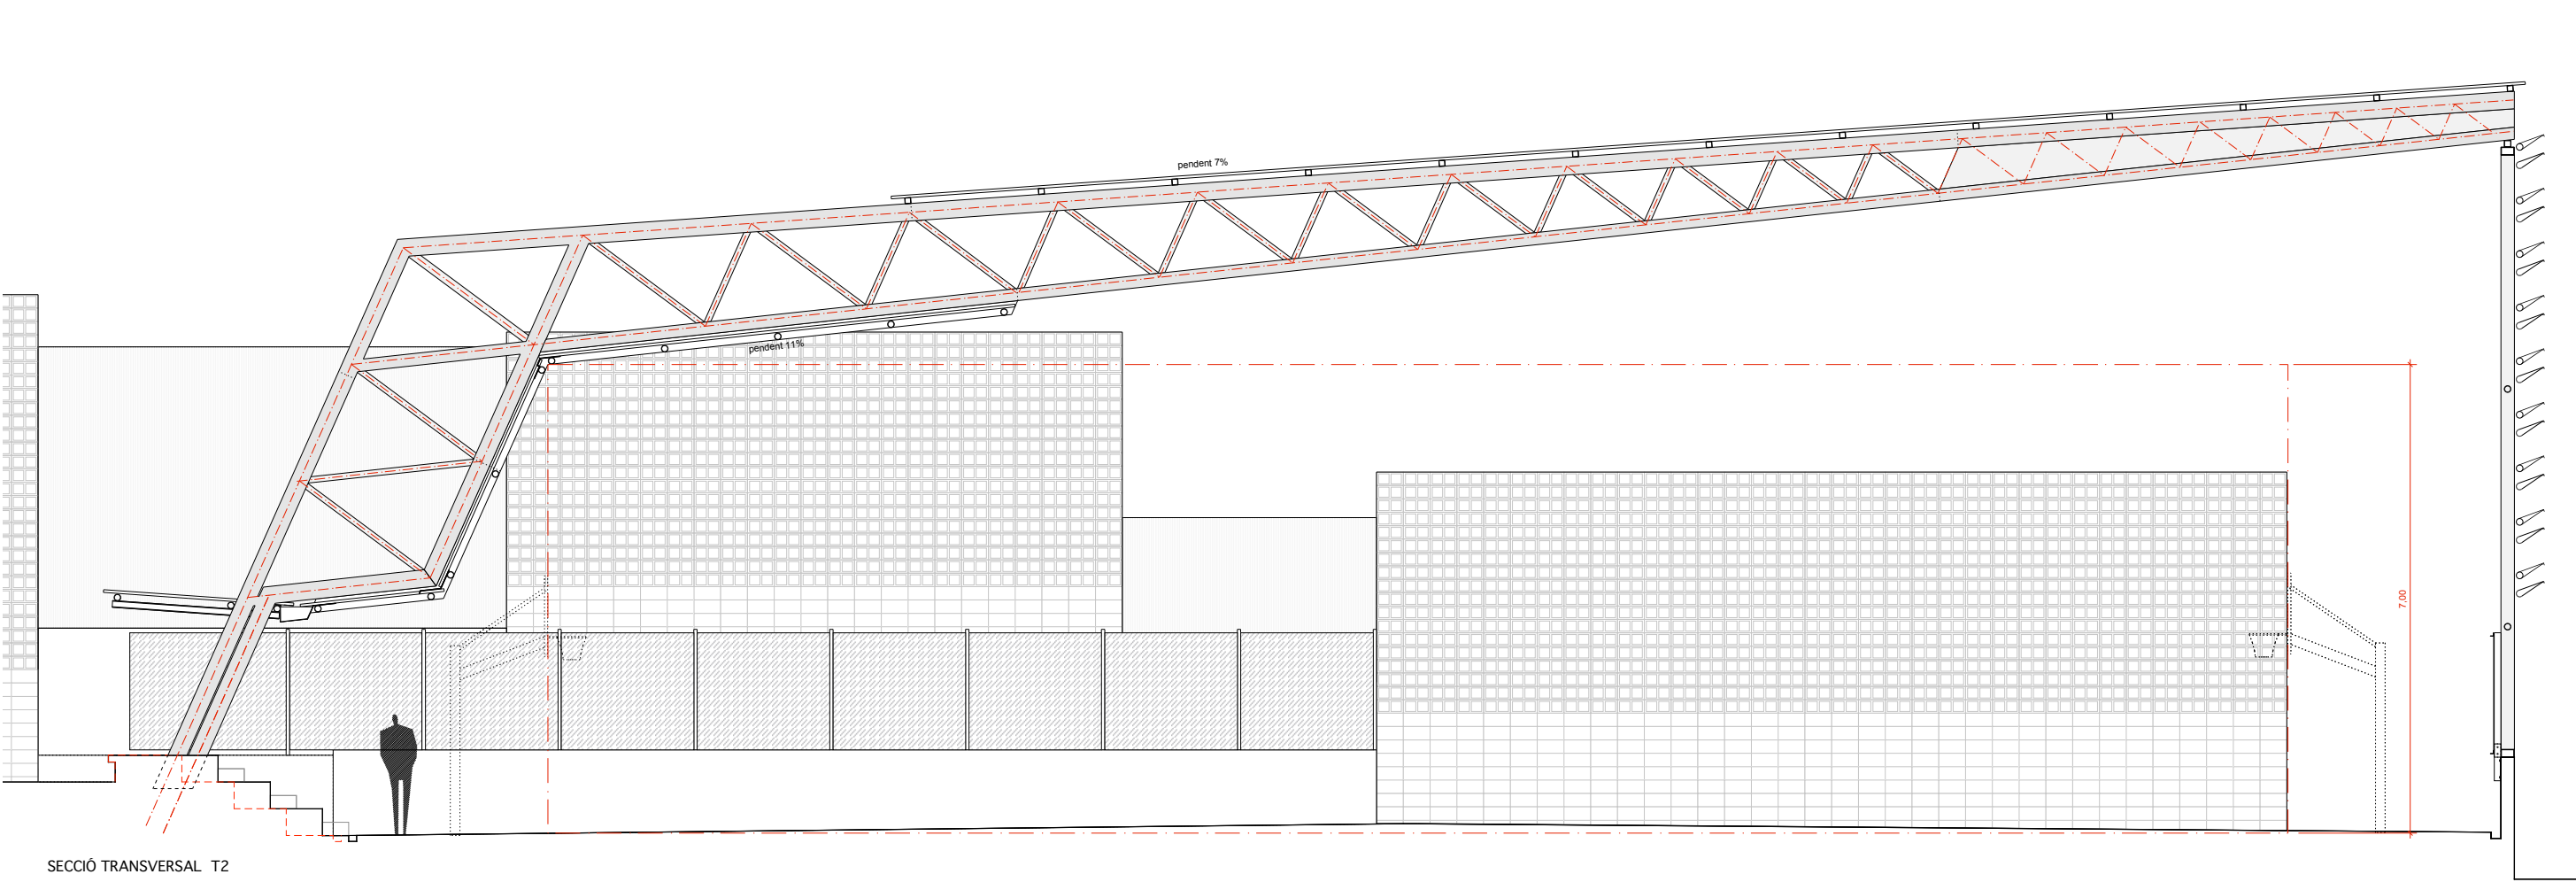 pendent 7%
pendent 11%
7,00
SECCIÓ TRANSVERSAL T2